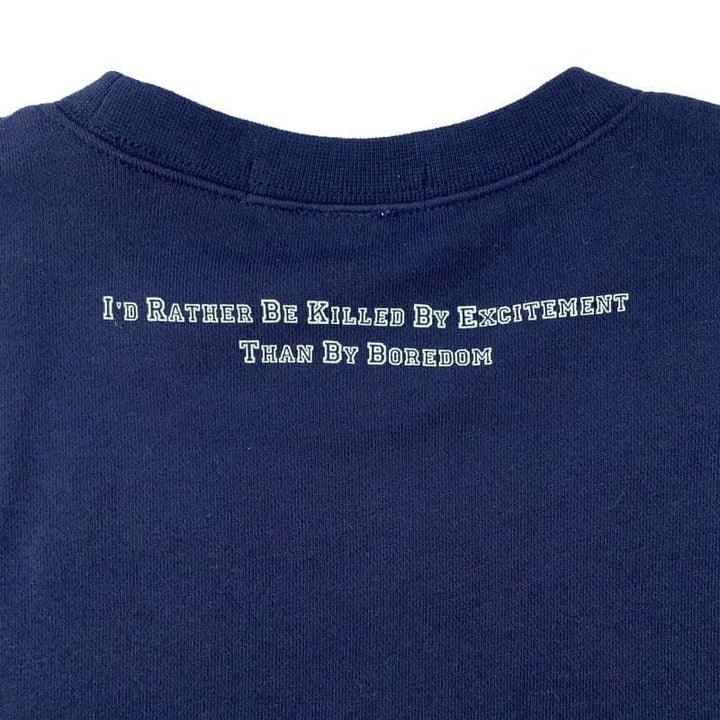 I'd Rather Be Killed By Excitement
Than By Boredom